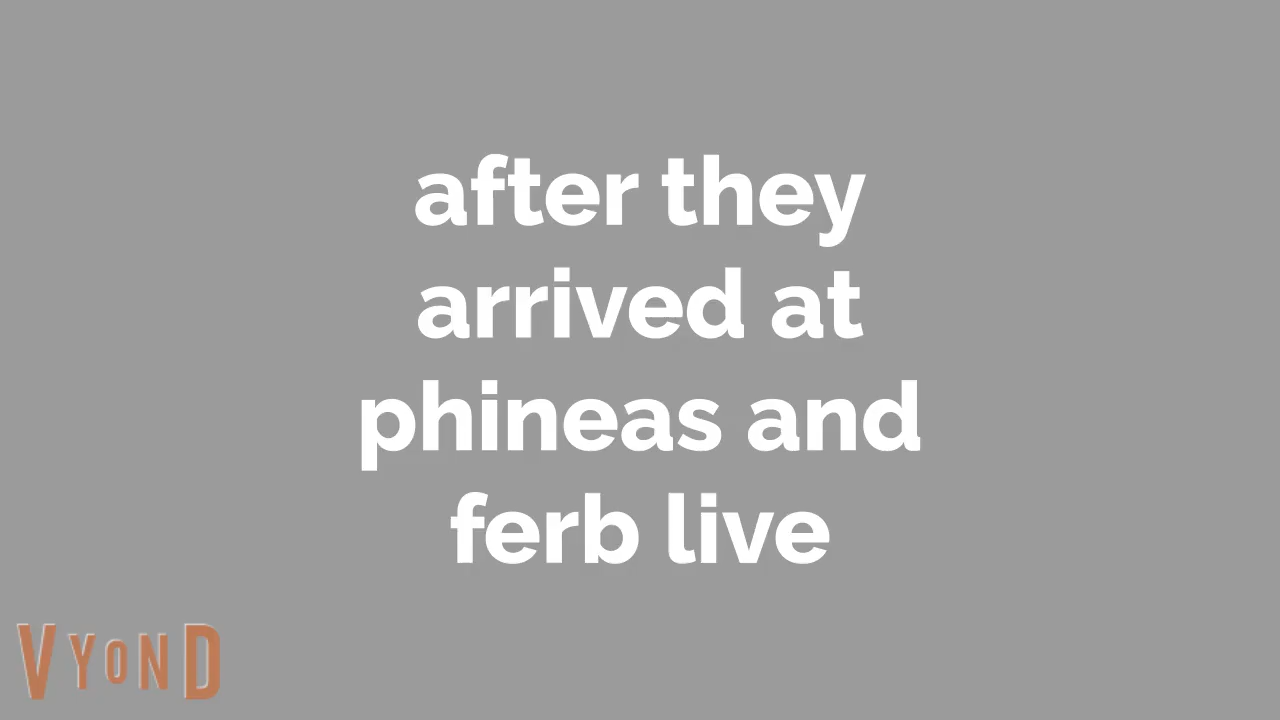 after they
arrived at
phineas and
ferb live
VYOND